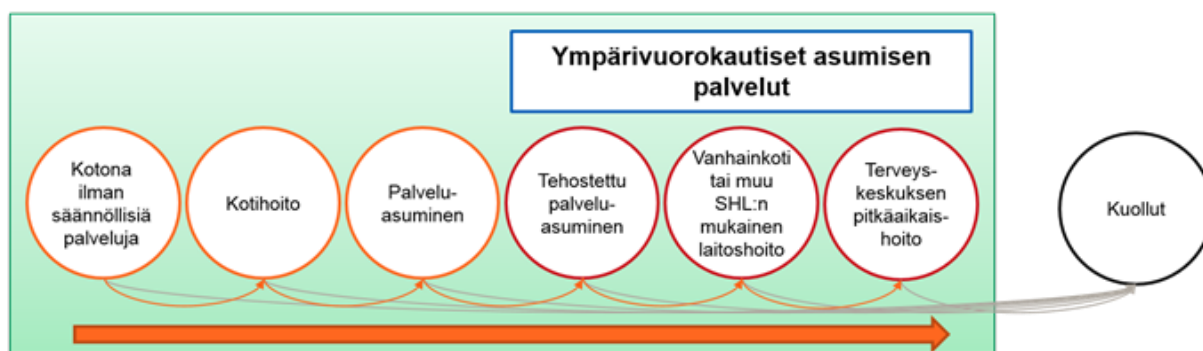 Ympärivuorokautiset asumisen
palvelut
Kotona
ilman
säännöllisiä
palveluja
Kotihoito
Palvelu-
asuminen
Tehostettu
palvelu-
asuminen
Vanhainkoti
tai muu
SHL:n
mukainen
laitoshoito
Terveys-
keskuksen
pitkäaikais-
hoito
Kuollut